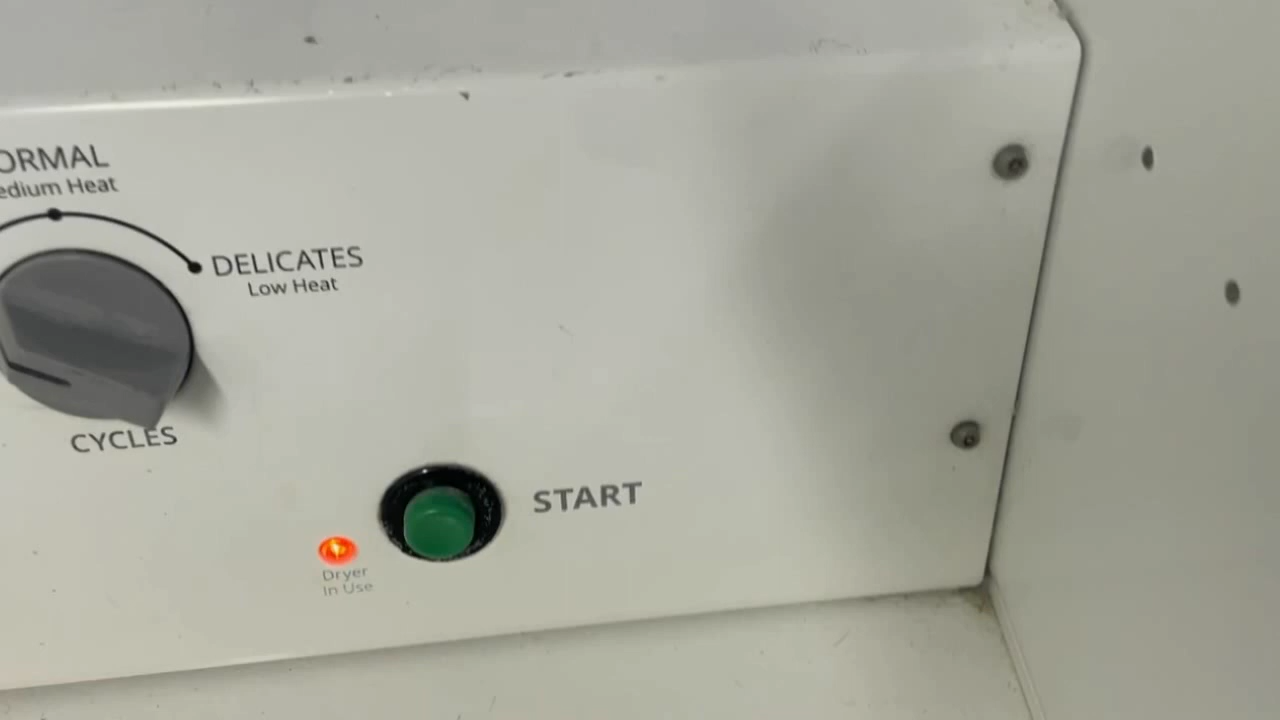 ORMAL
edium Heat
DELICATES
Low Heat
CYCLES
START
Dryer
In Use